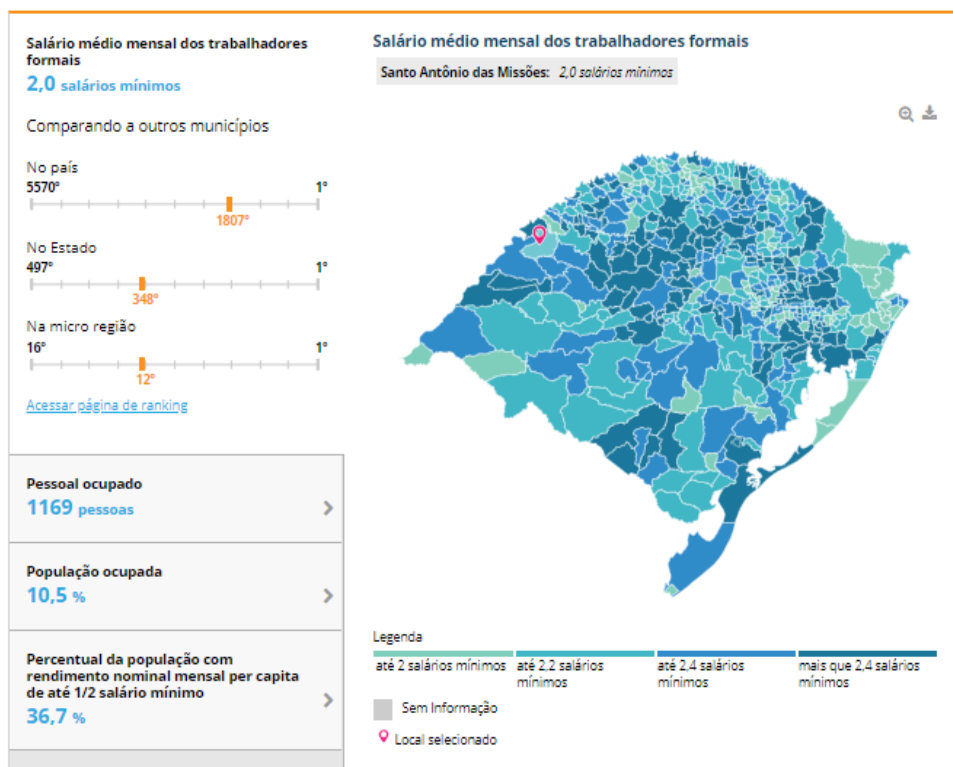 Salário médio mensal dos trabalhadores
formais
2,0 salários mínimos
Comparando a outros municípios
No país
5570° 1°
1807°
No Estado
497° 1°
348°
Na micro região
16° 1°
12°
Acessar página de ranking
Pessoal ocupado
1169 pessoas
População ocupada
10,5 %
Percentual da população com
rendimento nominal mensal per capita
de até 1/2 salário mínimo
36,7 %
Salário médio mensal dos trabalhadores formais
Santo Antônio das Missões: 2,0 salários mínimos
Legenda
até 2 salários mínimos
até 2,2 salários
mínimos
até 2,4 salários
mínimos
mais que 2,4 salários
mínimos
Sem Informação
Local selecionado